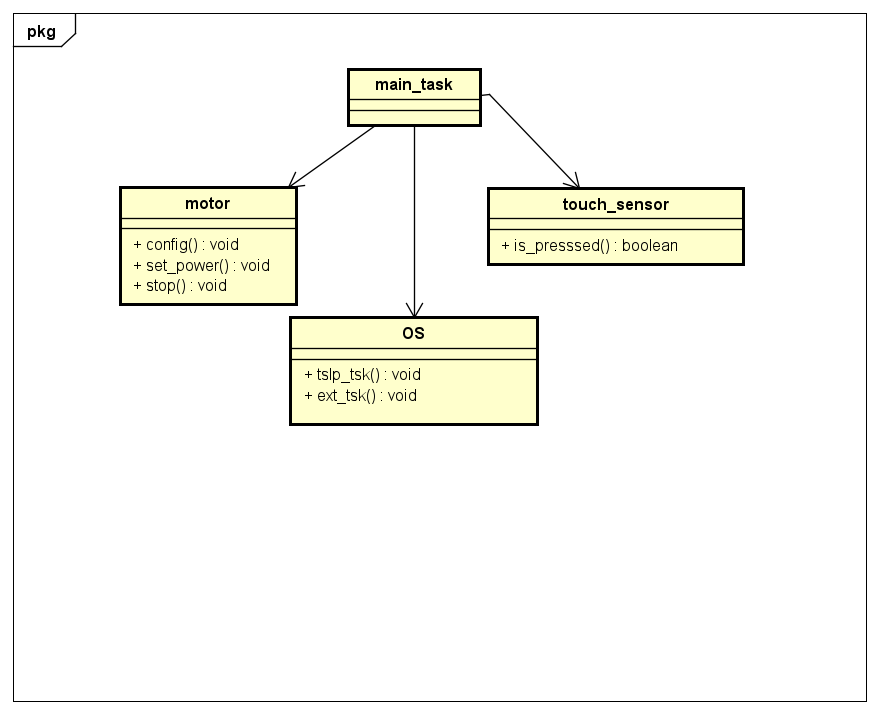 pkg
main_task
motor
+ config() : void
+ set_power() : void
+ stop() : void
touch_sensor
+ is_presssed() : boolean
OS
+ tslp_tsk() : void
+ ext_tsk() : void